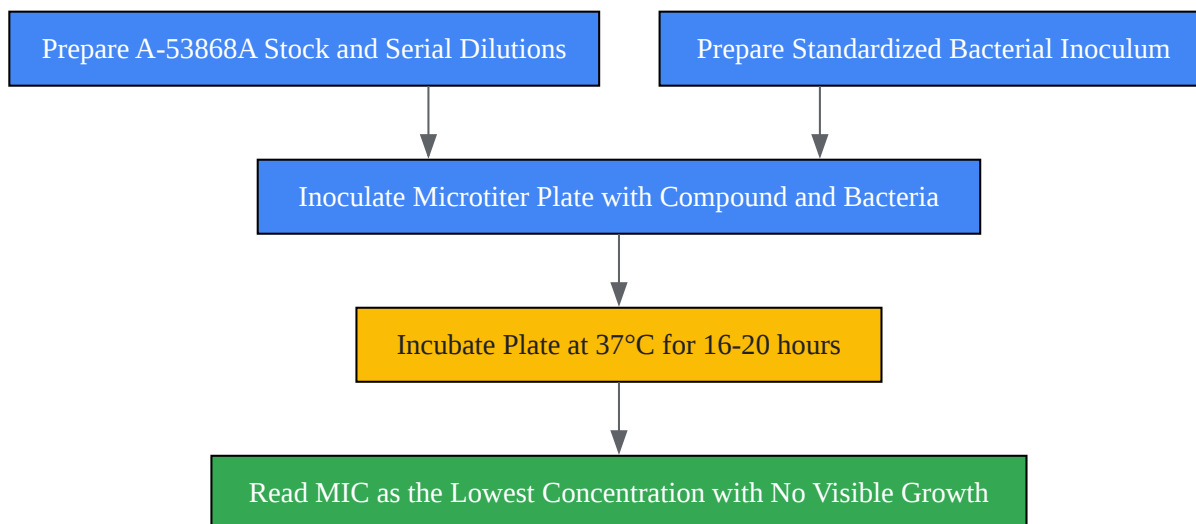 Prepare A-53868A Stock and Serial Dilutions
Prepare Standardized Bacterial Inoculum
Inoculate Microtiter Plate with Compound and Bacteria
Incubate Plate at 37°C for 16-20 hours
Read MIC as the Lowest Concentration with No Visible Growth